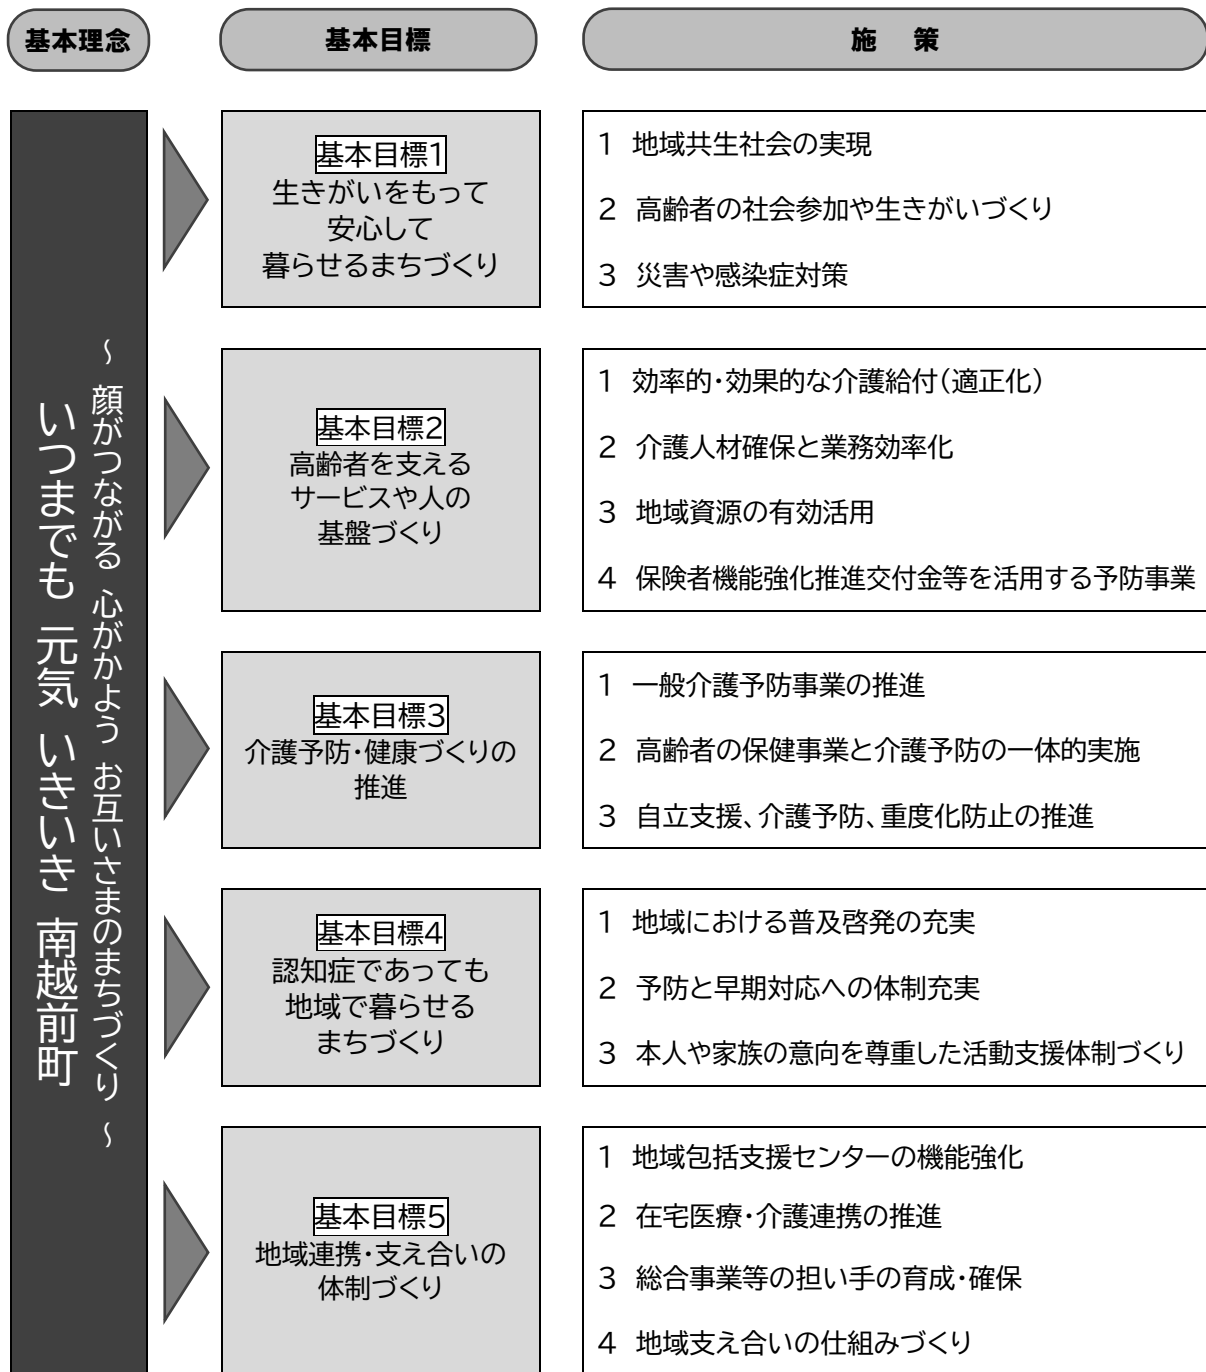 基本理念
基本目標
施 策
いつまでも 元気 いきいき 南越前町
～ 顔がつながる 心がかよう お互いさまのまちづくり ～
基本目標1
生きがいをもって
安心して
暮らせるまちづくり
1 地域共生社会の実現
2 高齢者の社会参加や生きがいづくり
3 災害や感染症対策
基本目標2
高齢者を支える
サービスや人の
基盤づくり
1 効率的・効果的な介護給付(適正化)
2 介護人材確保と業務効率化
3 地域資源の有効活用
4 保険者機能強化推進交付金等を活用する予防事業
基本目標3
介護予防・健康づくりの
推進
1 一般介護予防事業の推進
2 高齢者の保健事業と介護予防の一体的実施
3 自立支援、介護予防、重度化防止の推進
基本目標4
認知症であっても
地域で暮らせる
まちづくり
1 地域における普及啓発の充実
2 予防と早期対応への体制充実
3 本人や家族の意向を尊重した活動支援体制づくり
基本目標5
地域連携・支え合いの
体制づくり
1 地域包括支援センターの機能強化
2 在宅医療・介護連携の推進
3 総合事業等の担い手の育成・確保
4 地域支え合いの仕組みづくり